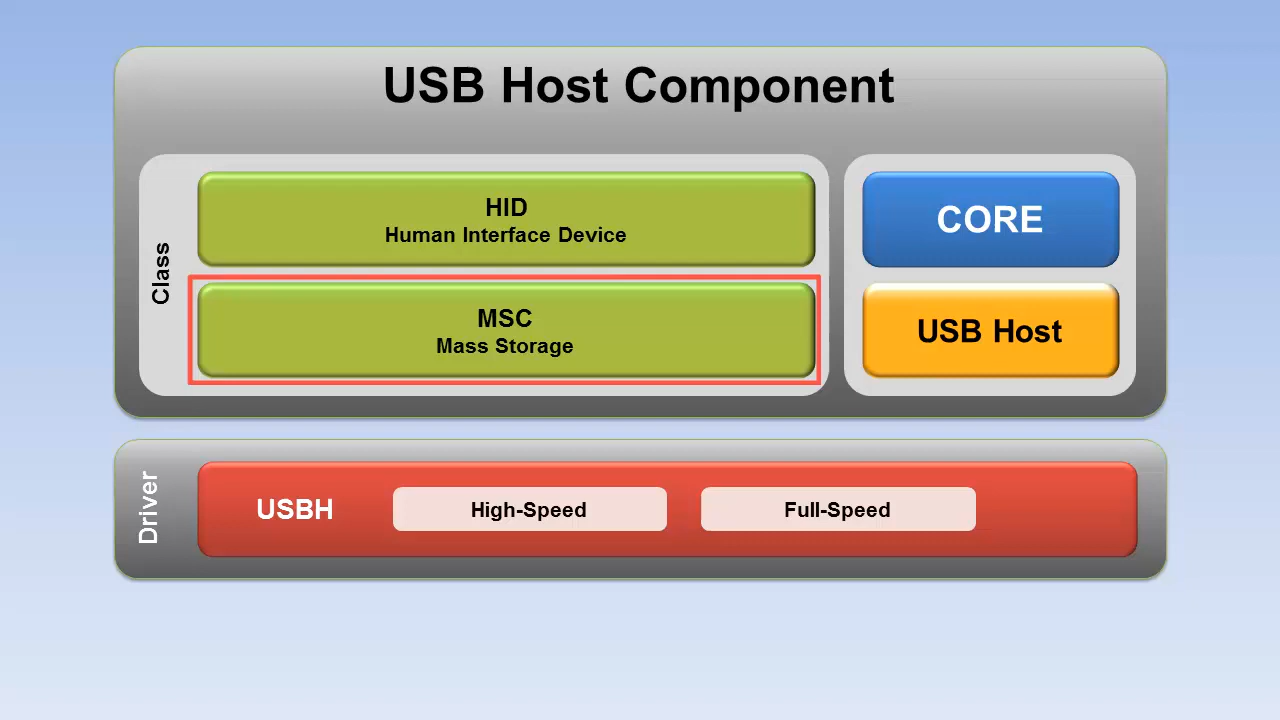 USB Host Component
Class
HID
Human Interface Device
MSC
Mass Storage
CORE
USB Host
Driver
USBH
High-Speed
Full-Speed